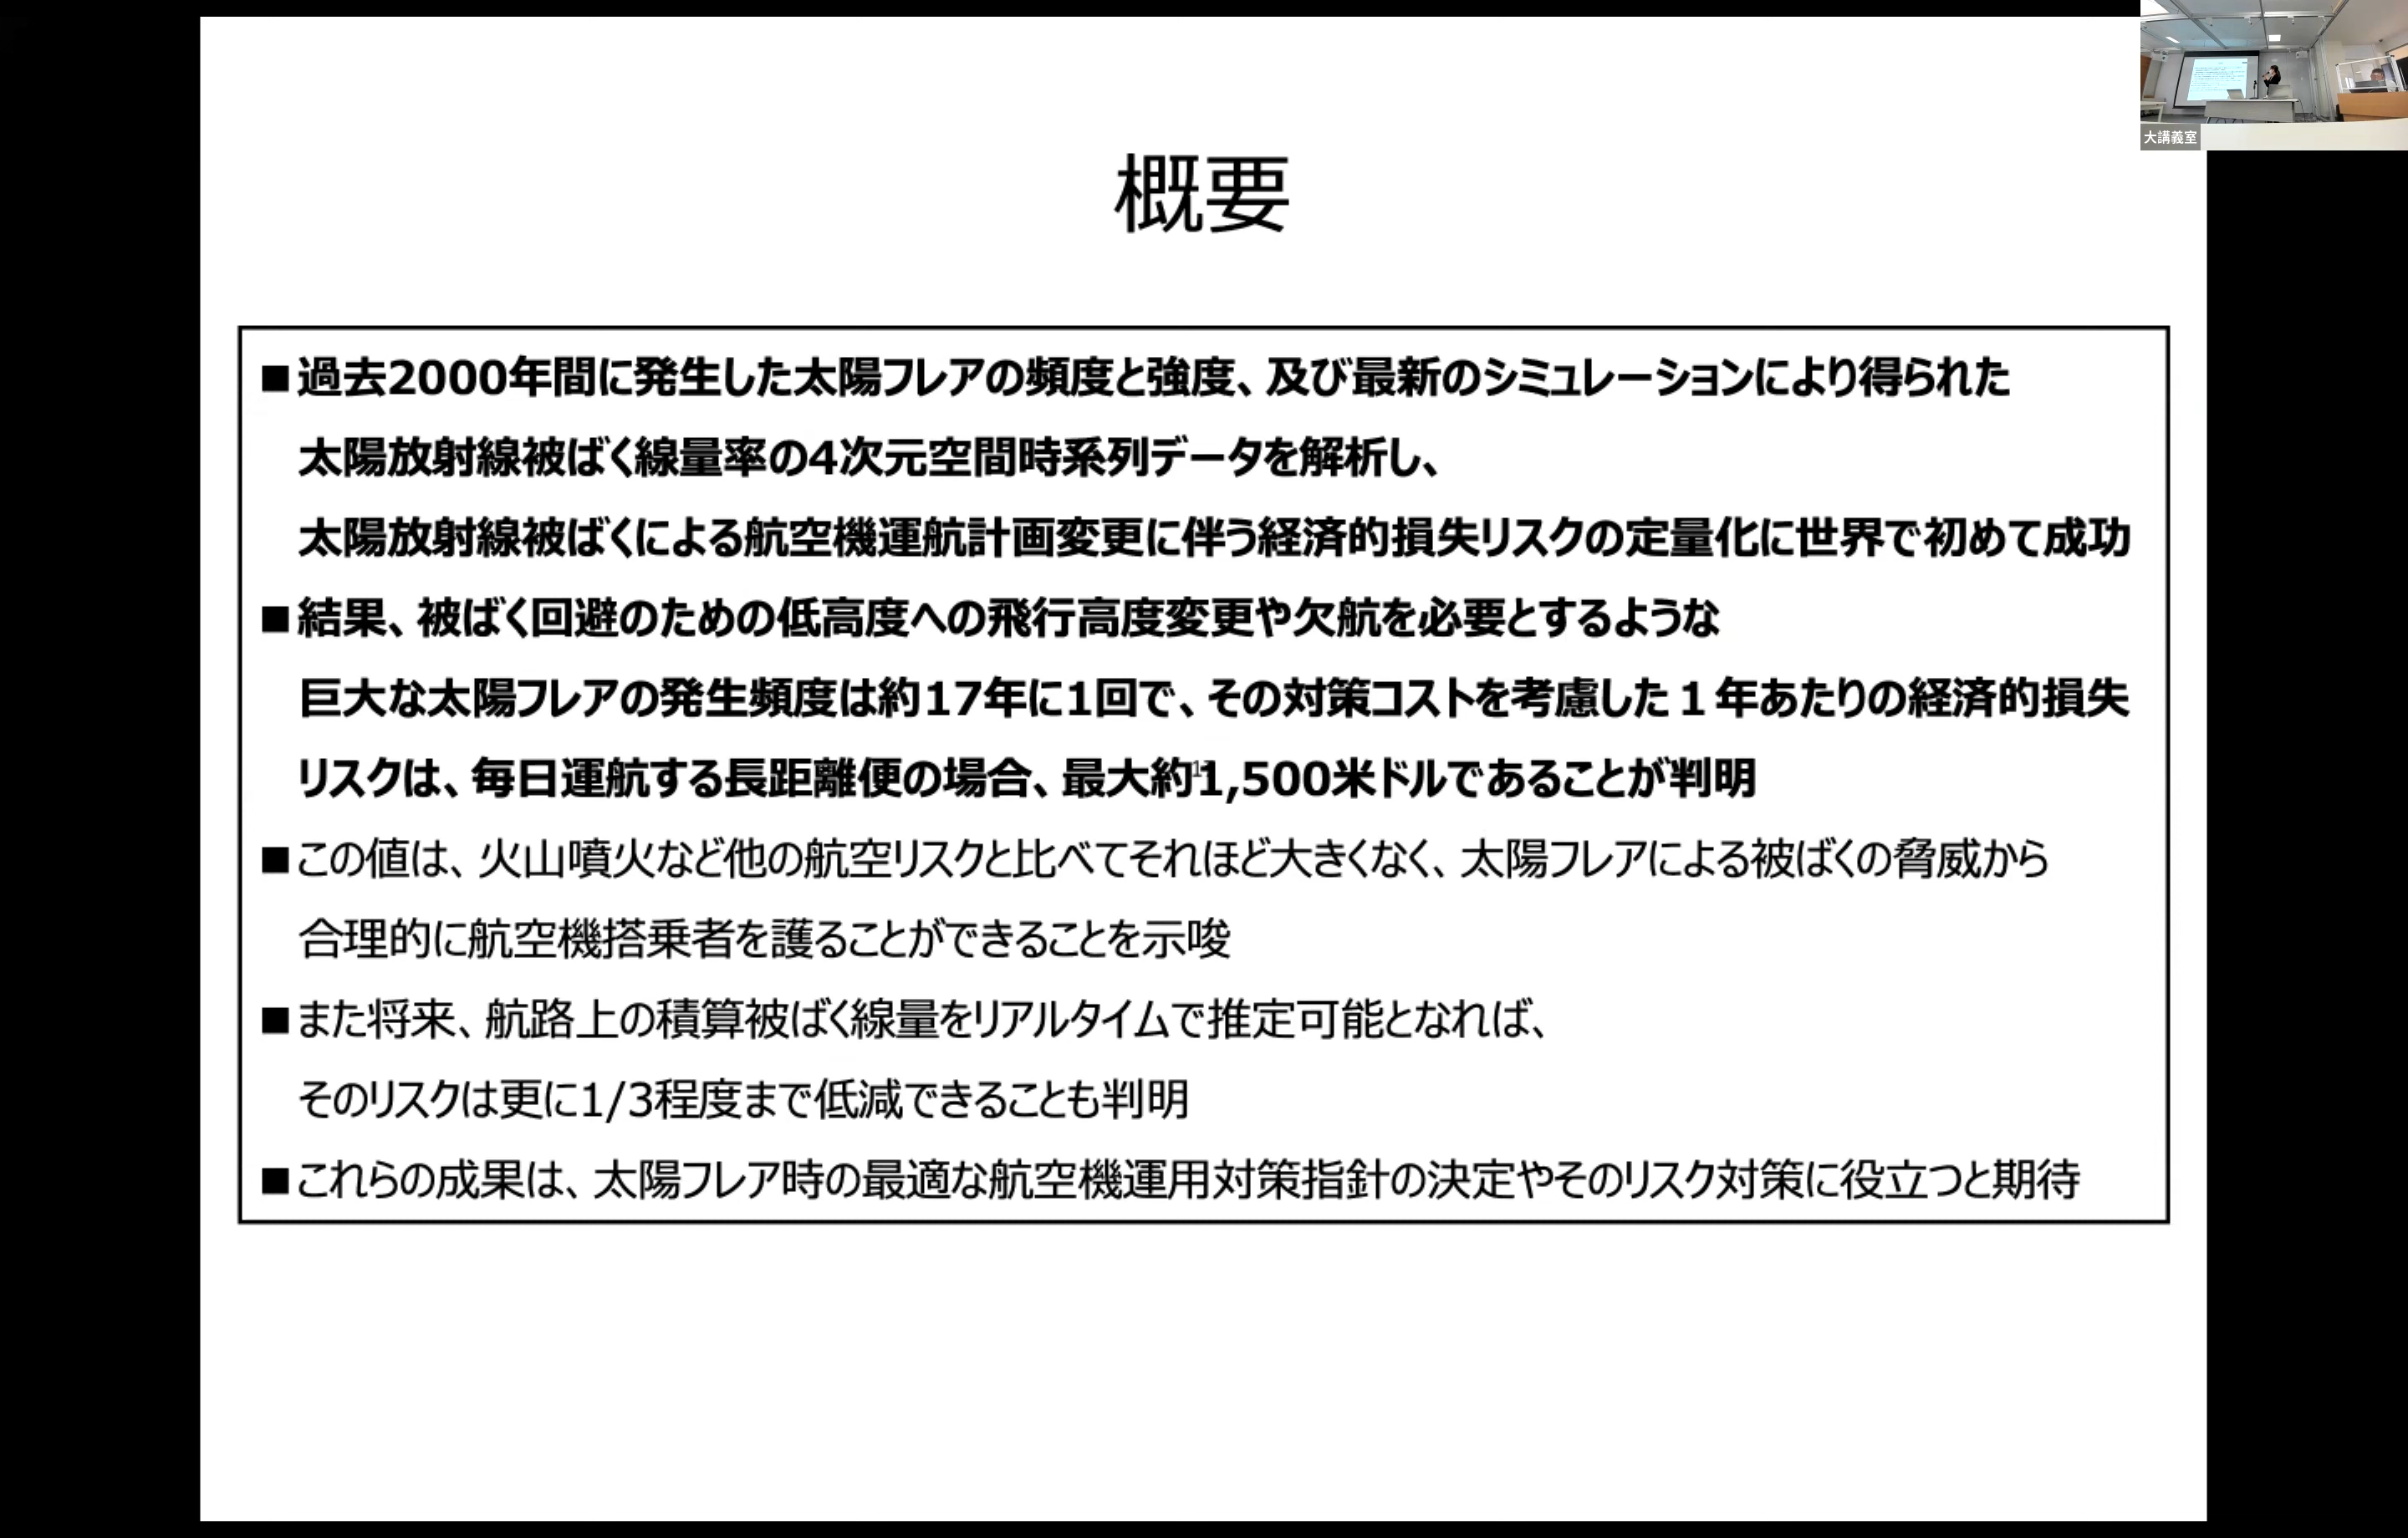 大講義室
概要
■過去2000年間に発生した太陽フレアの頻度と強度、及び最新のシミュレーションにより得られた
太陽放射線被ばく線量率の4次元空間時系列データを解析し、
太陽放射線被ばくによる航空機運航計画変更に伴う経済的損失リスクの定量化に世界で初めて成功
■結果、被ばく回避のための低高度への飛行高度変更や欠航を必要とするような
巨大な太陽フレアの発生頻度は約17年に1回で、その対策コストを考慮した1年あたりの経済的損失
リスクは、毎日運航する長距離便の場合、最大約1,500米ドルであることが判明
■この値は、火山噴火など他の航空リスクと比べてそれほど大きくなく、太陽フレアによる被ばくの脅威から
合理的に航空機搭乗者を護ることができることを示唆
■また将来、航路上の積算被ばく線量をリアルタイムで推定可能となれば、
そのリスクは更に1/3程度まで低減できることも判明
■これらの成果は、太陽フレア時の最適な航空機運用対策指針の決定やそのリスク対策に役立つと期待